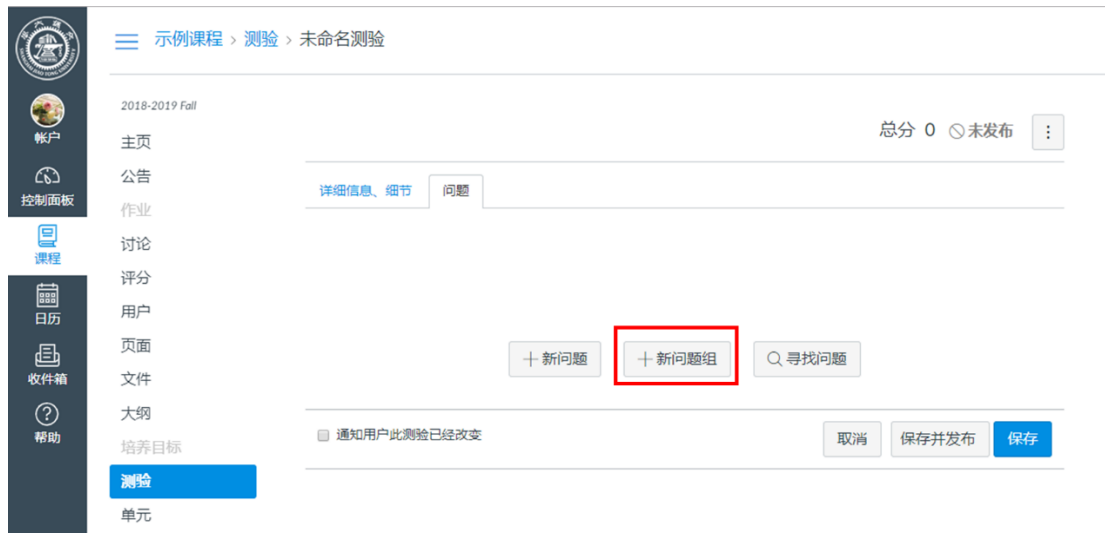 示例课程 > 测验 > 未命名测验
帐户
控制面板
课程
日历
收件箱
帮助
2018-2019 Fall
主页
公告
作业
讨论
评分
用户
页面
文件
大纲
培养目标
测验
单元
总分 0 未发布
详细信息、细节 问题
新问题 新问题组 寻找问题
通知用户此测验已经改变
取消 保存并发布 保存